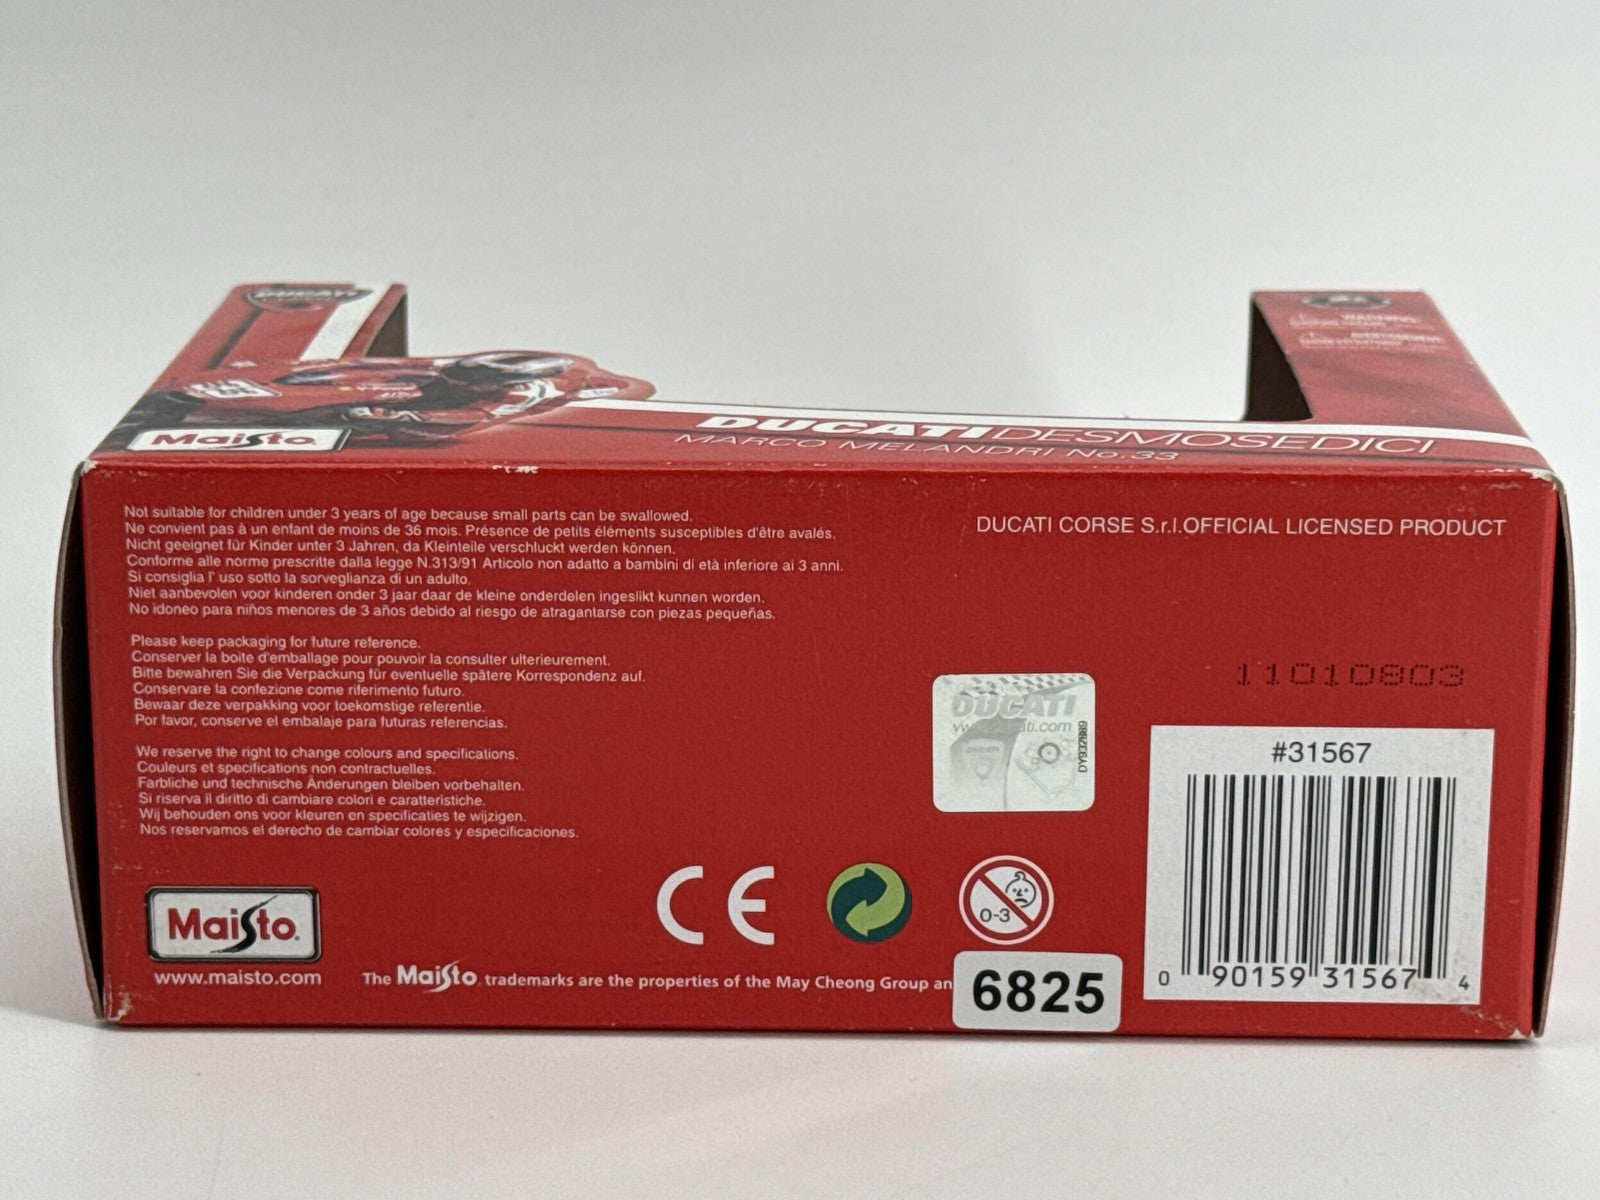 DUCATI
Maisto
DUCATI DESMOSEDICI
MARCO MELANDRI No. 33
WARNING
Not suitable for children under 3 years of age because small parts can be swallowed.
Ne convient pas à un enfant de moins de 36 mois. Présence de petits éléments susceptibles d'être avalés.
Nicht geeignet für Kinder unter 3 Jahren, da Kleinteile verschluckt werden können.
Conforme alle norme prescritte dalla legge N.313/91 Articolo non adatto a bambini di età inferiore ai 3 anni.
Si consiglia l' uso sotto la sorveglianza di un adulto.
Niet aanbevolen voor kinderen onder 3 jaar daar de kleine onderdelen ingeslikt kunnen worden.
No idoneo para niños menores de 3 años debido al riesgo de atragantarse con piezas pequeñas.
Please keep packaging for future reference.
Conserver la boite d'emballage pour pouvoir la consulter ulterieurement.
Bitte bewahren Sie die Verpackung für eventuelle spätere Korrespondenz auf.
Conservare la confezione come riferimento futuro.
Bewaar deze verpakking voor toekomstige referentie.
Por favor, conserve el embalaje para futuras referencias.
We reserve the right to change colours and specifications.
Couleurs et specifications non contractuelles.
Farbliche und technische Änderungen bleiben vorbehalten.
Si riserva il diritto di cambiare colori e caratteristiche.
Wij behouden ons voor kleuren en specificaties te wijzigen.
Nos reservamos el derecho de cambiar colores y especificaciones.
DUCATI CORSE S.r.l. OFFICIAL LICENSED PRODUCT
11010803
DUCATI
DUCATI
#31567
0 90159 31567 4
CE
0-3
Maisto
www.maisto.com
The Maisto trademarks are the properties of the May Cheong Group an
6825